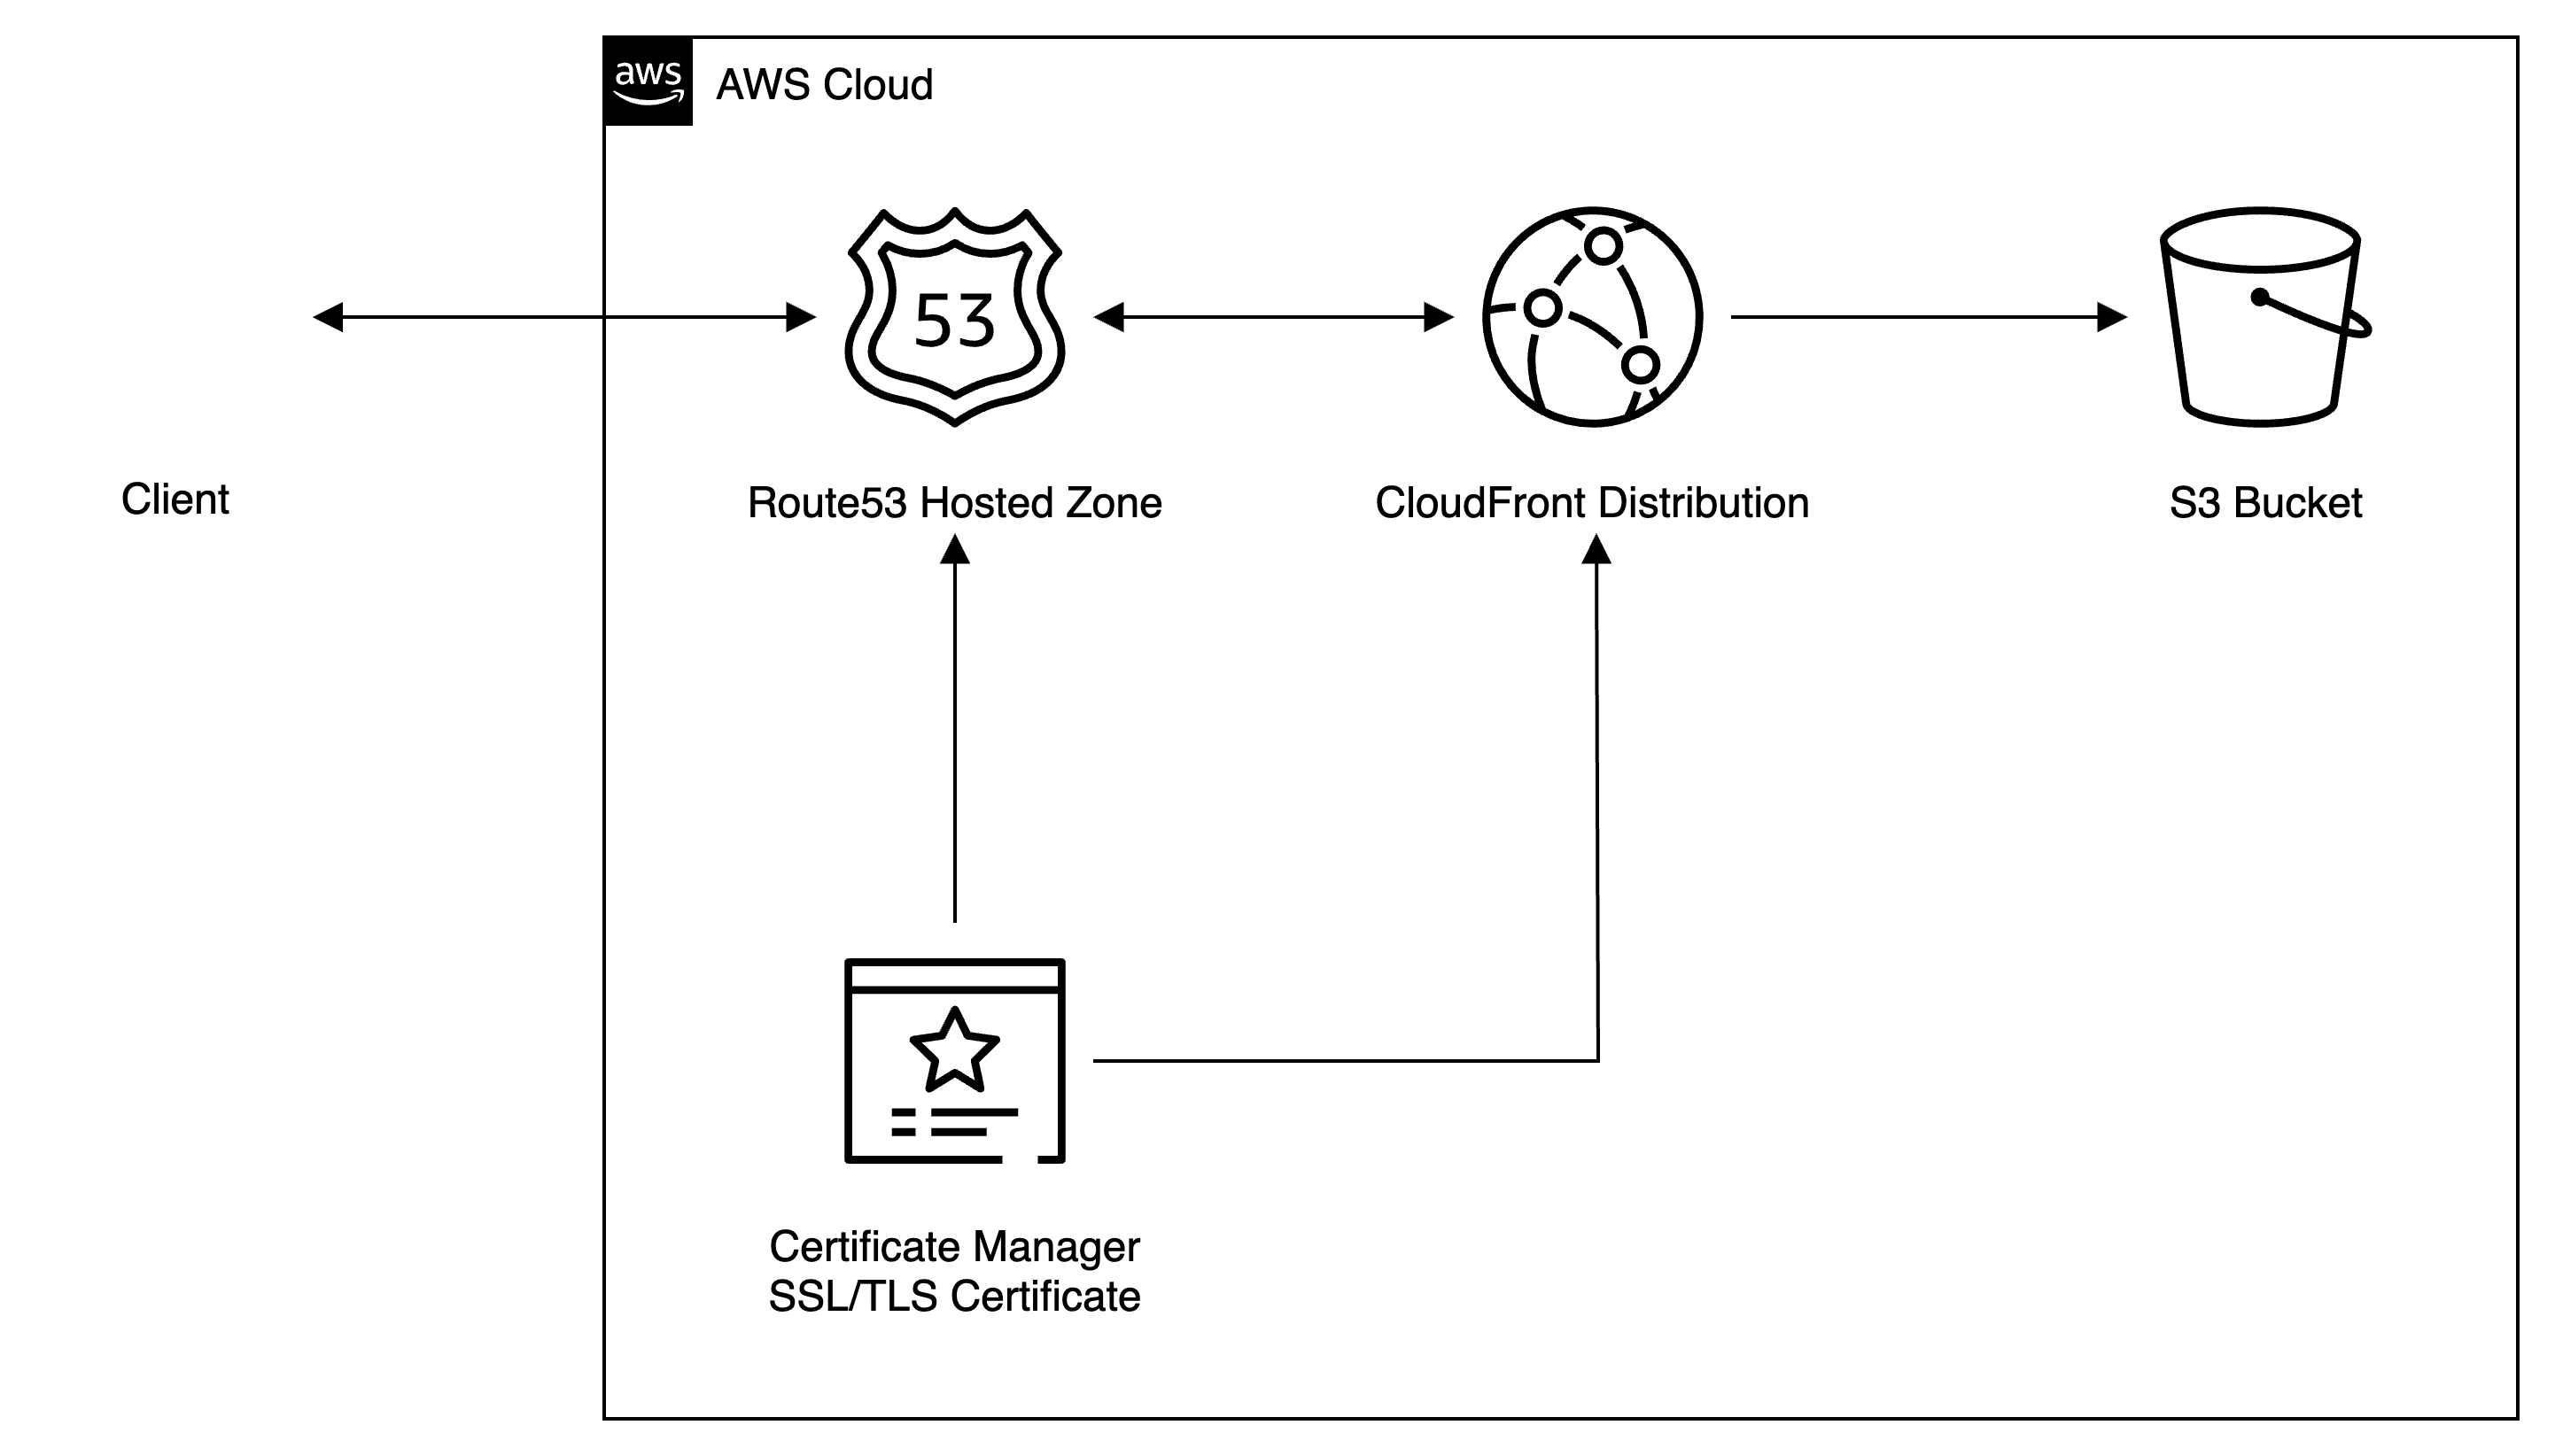 aws
AWS Cloud
53
Client
Route53 Hosted Zone
CloudFront Distribution
S3 Bucket
Certificate Manager
SSL/TLS Certificate